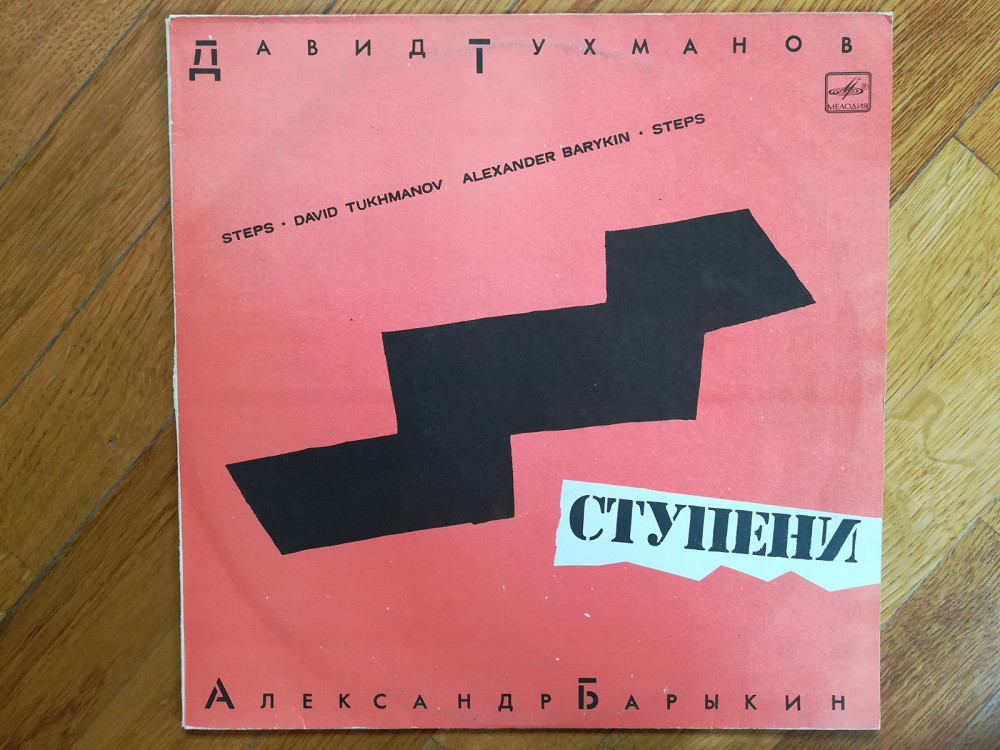 Давид Тухманов
МЕЛОДИЯ
STEPS · DAVID TUKHMANOV ALEXANDER BARYKIN · STEPS
СТУПЕНИ
Александр Барыкин